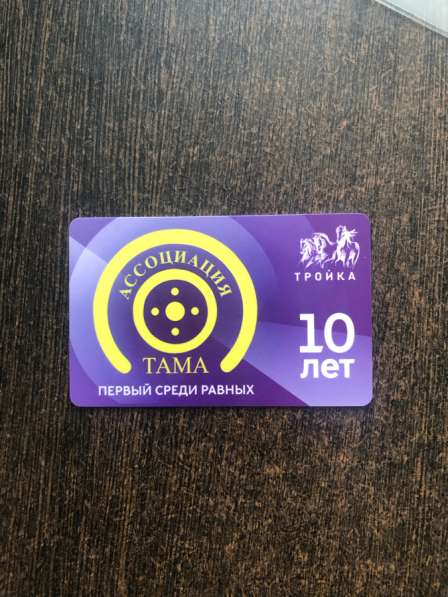 АССОЦИАЦИЯ
ТАМА
ПЕРВЫЙ СРЕДИ РАВНЫХ
ТРОЙКА
10
лет